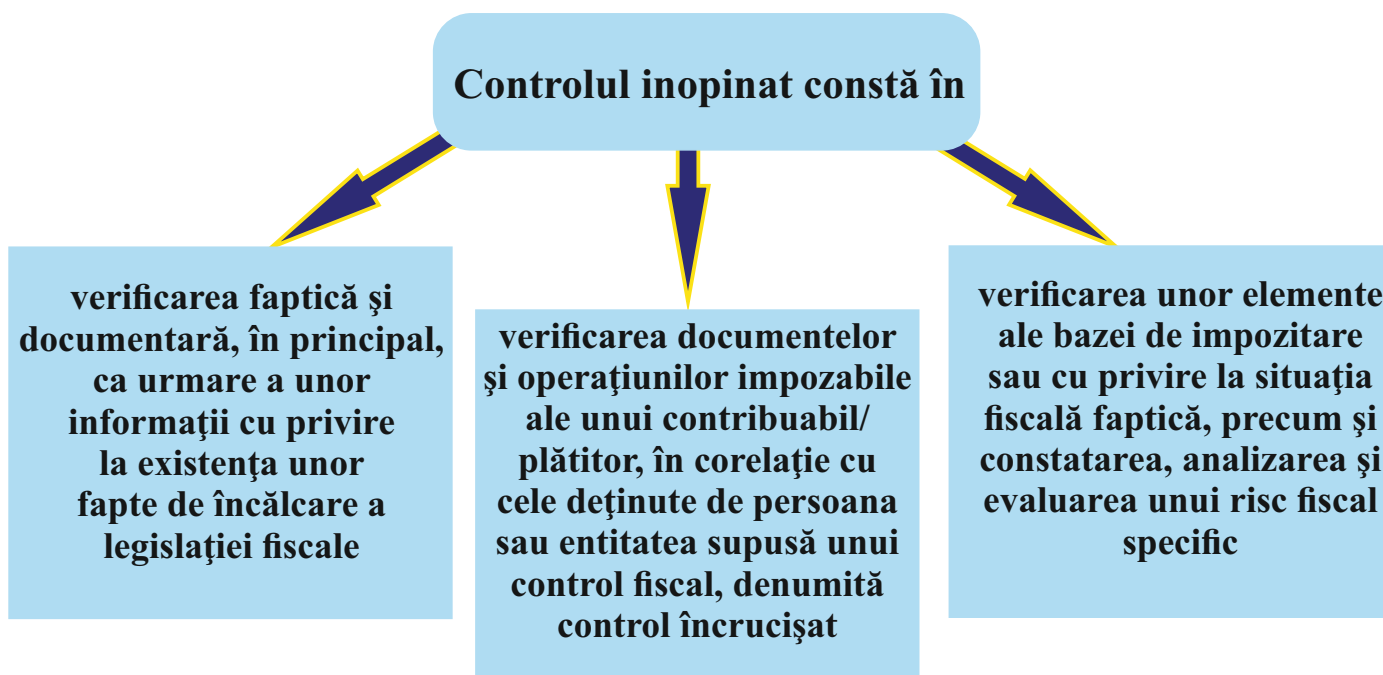 Controlul inopinat constă în
verificarea faptică şi
documentară, în principal,
ca urmare a unor
informaţii cu privire
la existenţa unor
fapte de încălcare a
legislaţiei fiscale
verificarea documentelor
şi operaţiunilor impozabile
ale unui contribuabil/
plătitor, în corelaţie cu
cele deţinute de persoana
sau entitatea supusă unui
control fiscal, denumită
control încrucişat
verificarea unor elemente
ale bazei de impozitare
sau cu privire la situaţia
fiscală faptică, precum şi
constatarea, analizarea şi
evaluarea unui risc fiscal
specific